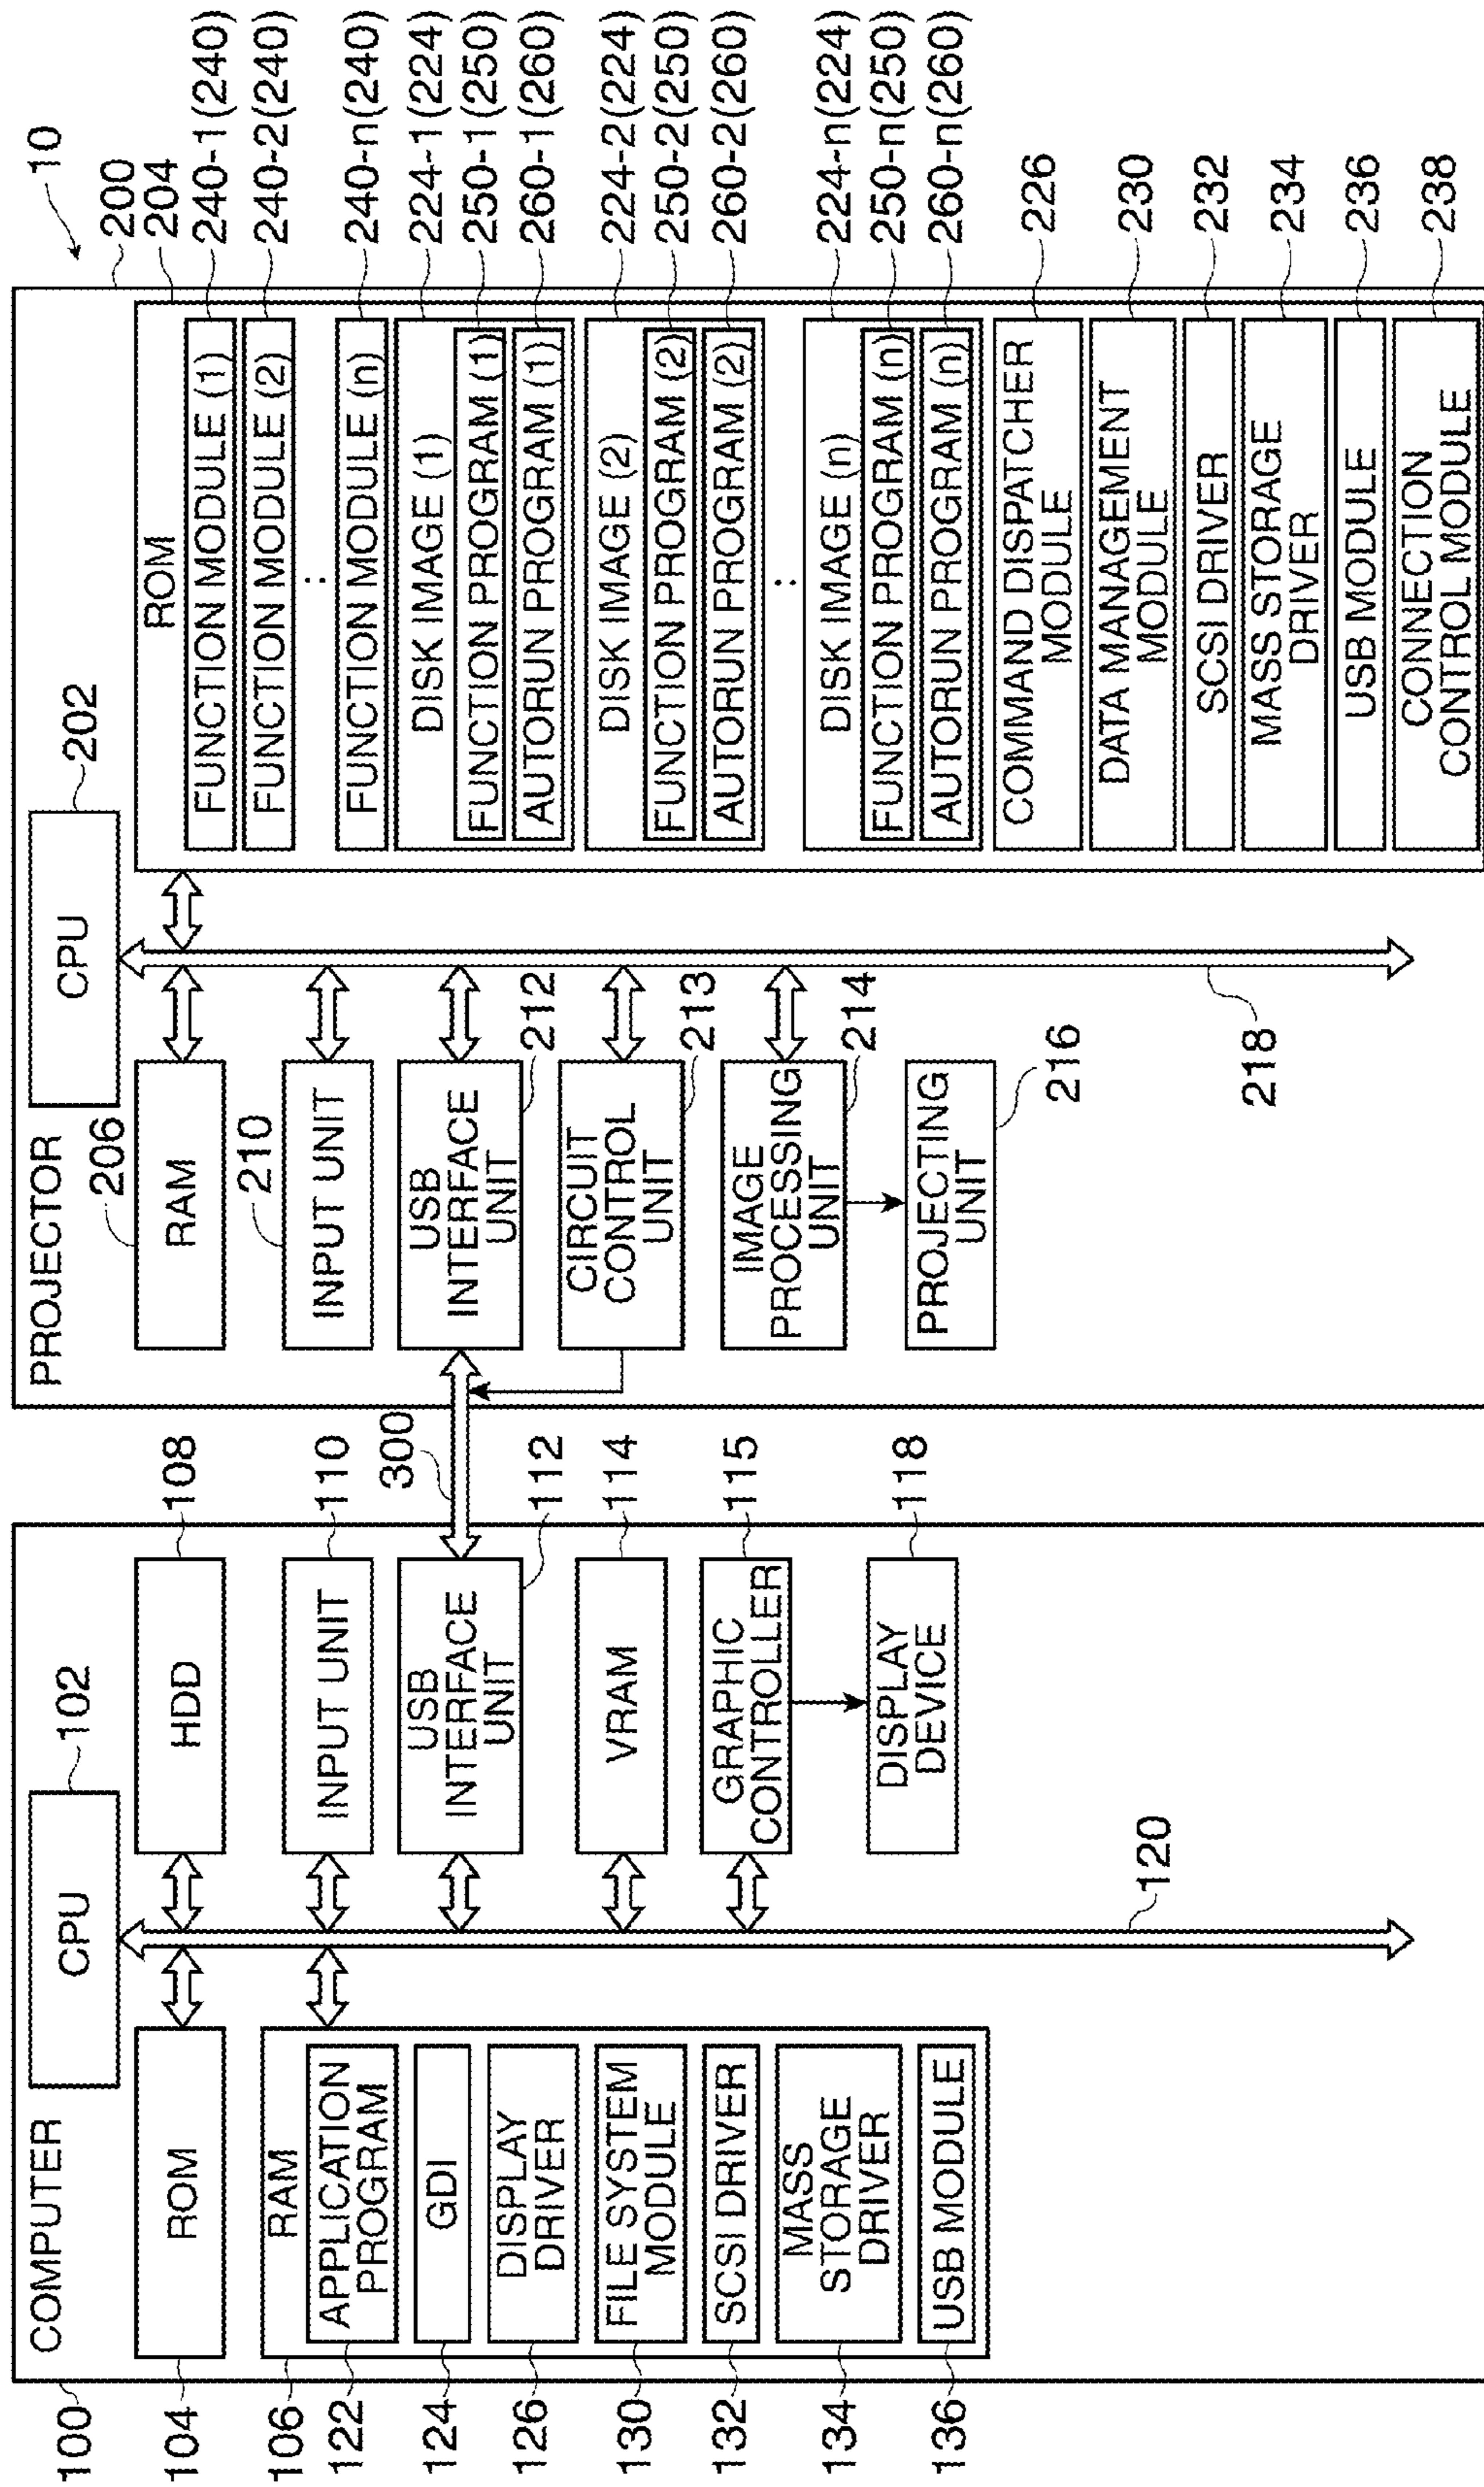 10
COMPUTER
100
CPU
102
ROM
104
HDD
108
RAM
106
APPLICATION
PROGRAM
122
GDI
124
DISPLAY
DRIVER
126
FILE SYSTEM
MODULE
130
SCSI DRIVER
132
MASS
STORAGE
DRIVER
134
USB MODULE
136
INPUT UNIT
110
USB
INTERFACE
UNIT
112
300
VRAM
114
GRAPHIC
CONTROLLER
115
DISPLAY
DEVICE
118
120
PROJECTOR
200
CPU
202
206
RAM
210
INPUT UNIT
USB
INTERFACE
UNIT
212
CIRCUIT
CONTROL
UNIT
213
IMAGE
PROCESSING
UNIT
214
PROJECTING
UNIT
216
218
ROM
204
FUNCTION MODULE (1)
240-1(240)
FUNCTION MODULE (2)
240-2(240)
:
FUNCTION MODULE (n)
240-n(240)
DISK IMAGE (1)
224-1(224)
FUNCTION PROGRAM (1)
250-1(250)
AUTORUN PROGRAM (1)
260-1(260)
DISK IMAGE (2)
224-2(224)
FUNCTION PROGRAM (2)
250-2(250)
AUTORUN PROGRAM (2)
260-2(260)
:
DISK IMAGE (n)
224-n(224)
FUNCTION PROGRAM (n)
250-n(250)
AUTORUN PROGRAM (n)
260-n(260)
COMMAND DISPATCHER
MODULE
226
DATA MANAGEMENT
MODULE
230
SCSI DRIVER
232
MASS STORAGE
DRIVER
234
USB MODULE
236
CONNECTION
CONTROL MODULE
238